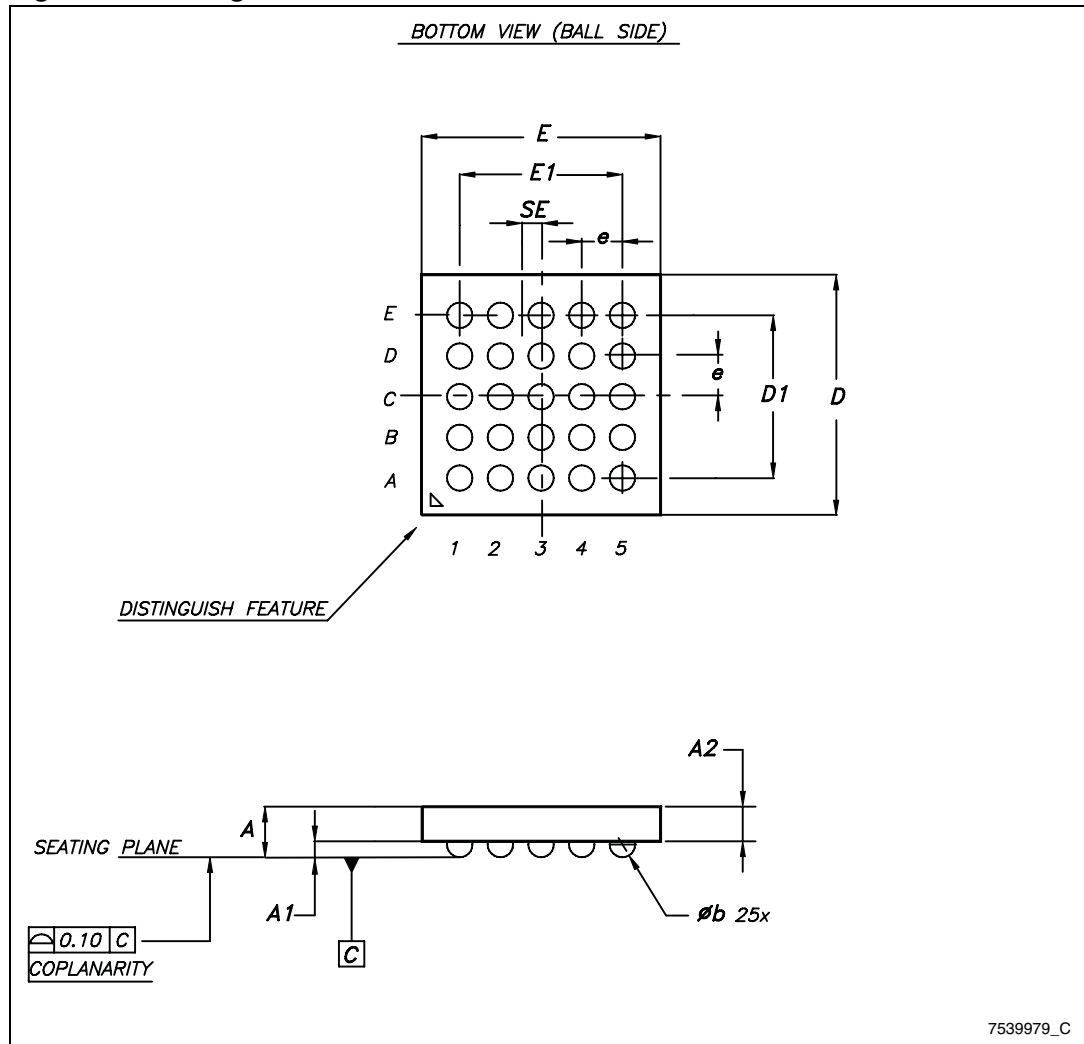 BOTTOM VIEW (BALL SIDE)
E
E1
SE
e
E
D
C
B
A
e
D1
D
1 2 3 4 5
DISTINGUISH FEATURE
A2
A
SEATING PLANE
A1
øb 25x
0.10 C
C
COPLANARITY
7539979_C